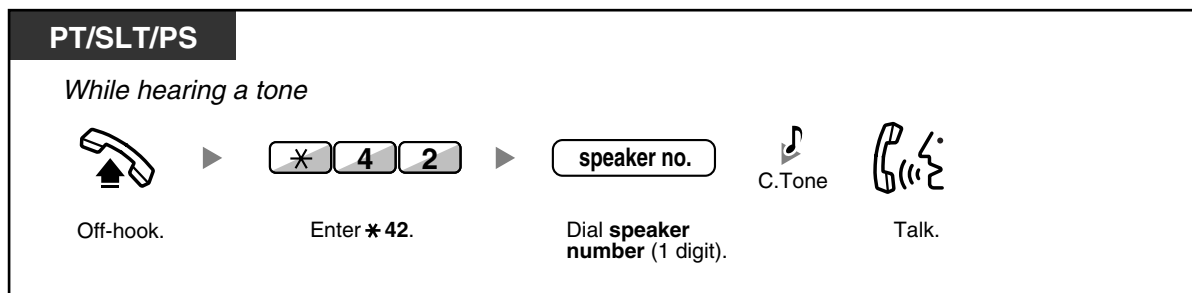 PT/SLT/PS
While hearing a tone
* 4 2
speaker no.
C.Tone
Off-hook.
Enter * 42.
Dial speaker
number (1 digit).
Talk.